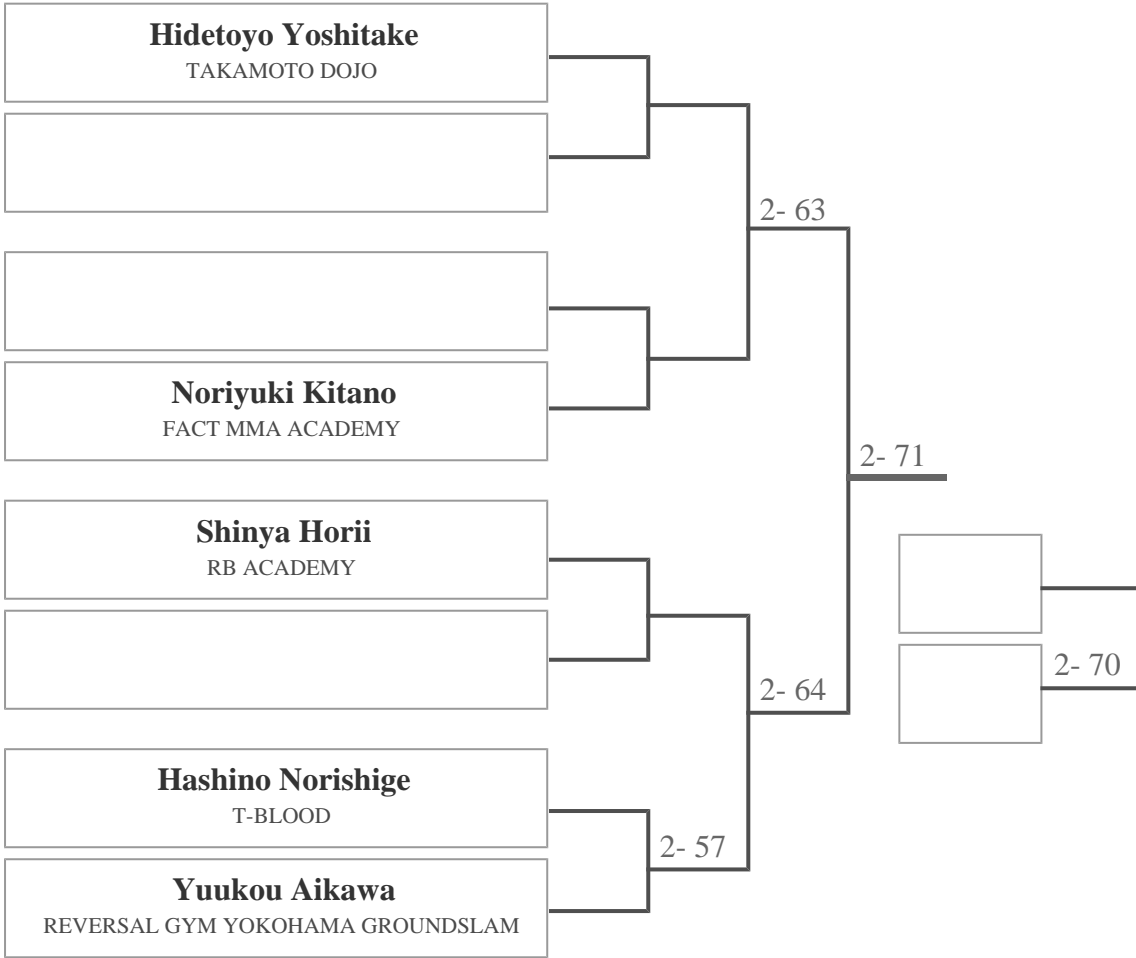 Hidetoyo Yoshitake
TAKAMOTO DOJO
2- 63
Noriyuki Kitano
FACT MMA ACADEMY
2- 71
Shinya Horii
RB ACADEMY
2- 70
2- 64
Hashino Norishige
T-BLOOD
2- 57
Yuukou Aikawa
REVERSAL GYM YOKOHAMA GROUNDSLAM